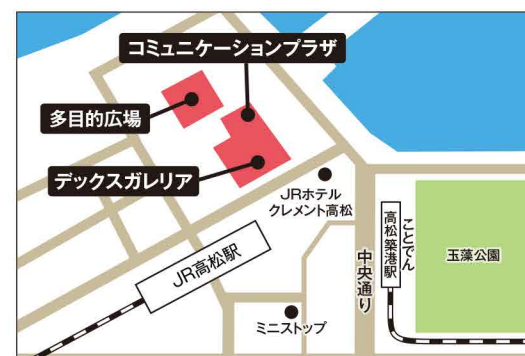 コミュニケーションプラザ
多目的広場
デックスガレリア
JRホテル
クレメント高松
JR高松駅
中央通り
ことでん
高松築港駅
玉藻公園
ミニストップ